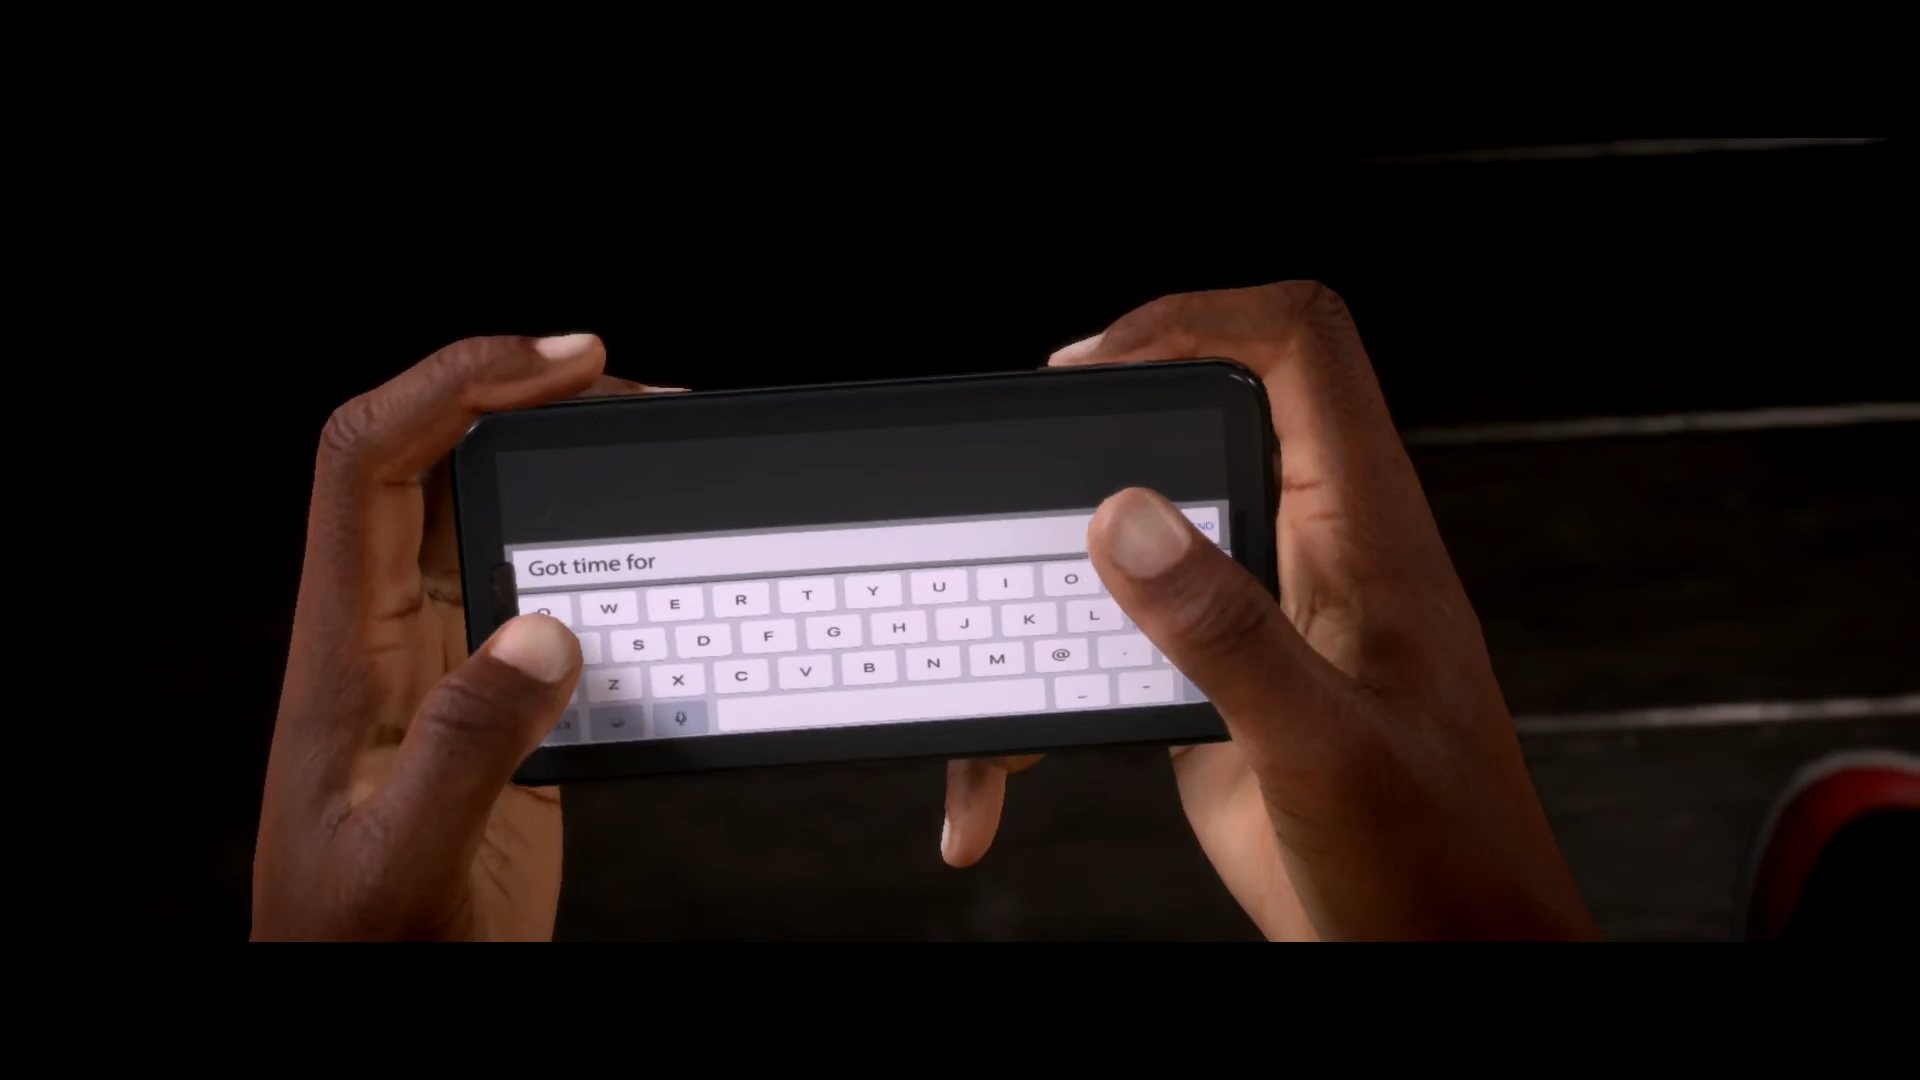 Got time for
W E R T Y U I O
S D F G H J K L
Z X C V B N M @ .
_ -